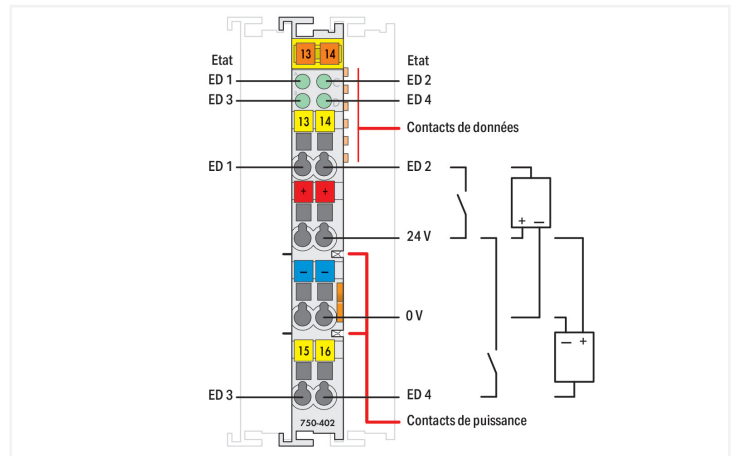 13 14
Etat Etat
ED 1 ED 2
ED 3 ED 4
13 14
Contacts de données
ED 1 ED 2
+ + + –
24 V
– –
0 V – +
15 16
ED 3 ED 4
750-402 Contacts de puissance